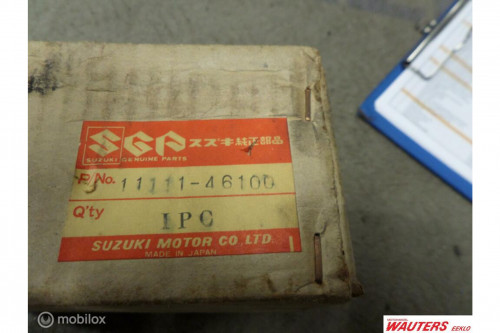 SGP スズキ純正部品
SUZUKI GENUINE PARTS
P. No. 11111-46100
Q'ty 1PC
SUZUKI MOTOR CO., LTD.
MADE IN JAPAN
mobilox
WAUTERS
EEKLO